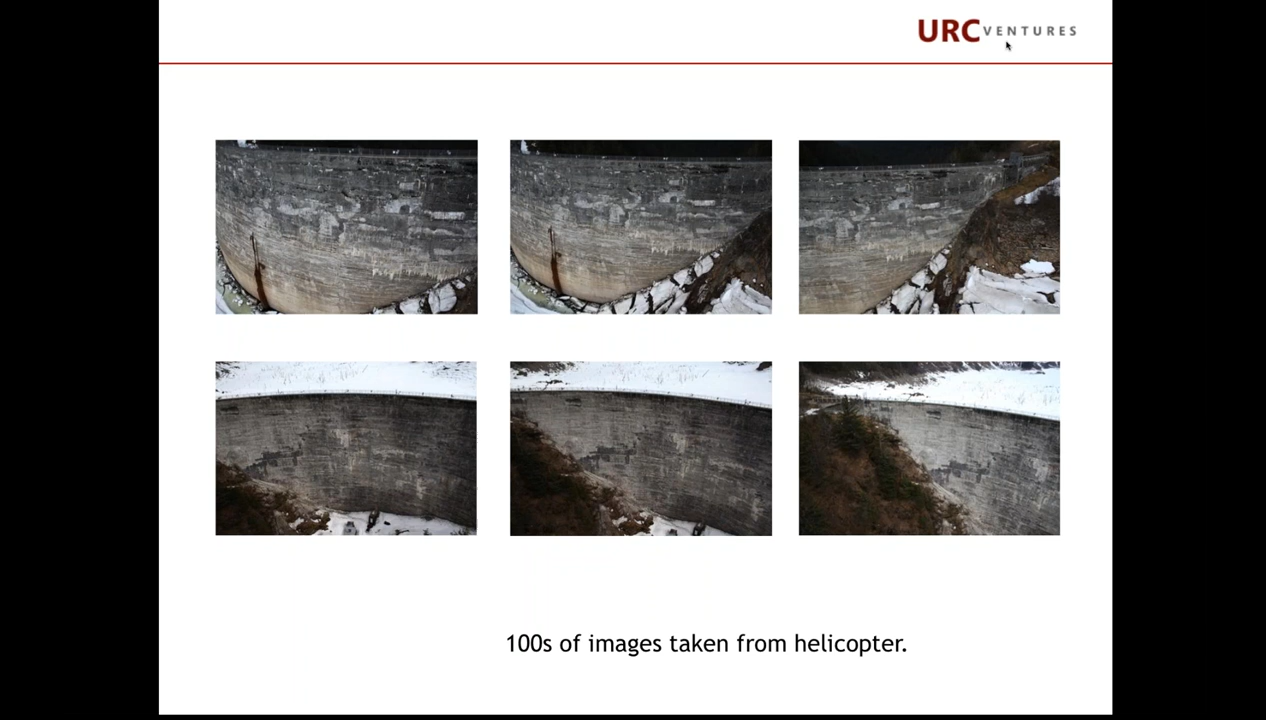 URC VENTURES
100s of images taken from helicopter.